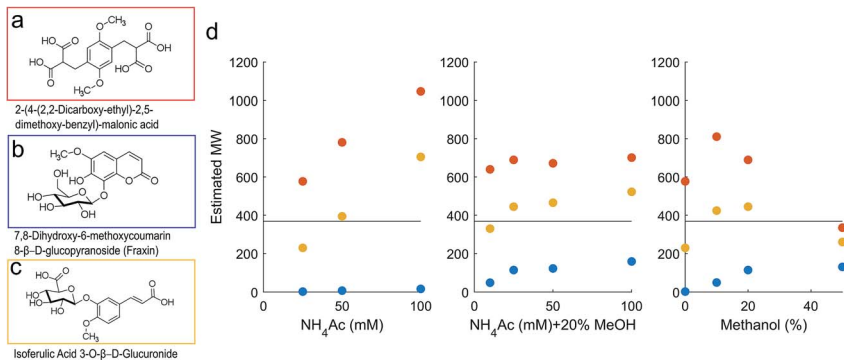 a
O
CH₃
HO
O
OH
O
OH
HO
O
O
OH
O
H₃C
2-(4-(2,2-Dicarboxy-ethyl)-2,5-
dimethoxy-benzyl)-malonic acid
b
H₃C
O
HO
OH
O
O
O
HO
HO
OH
O
7,8-Dihydroxy-6-methoxycoumarin
8-β–D-glucopyranoside (Fraxin)
c
HO
O
O
HO
HO
OH
O
O
CH₃
O
OH
Isoferulic Acid 3-O-β–D-Glucuronide
d
Estimated MW
1200
1000
800
600
400
200
0
0 50 100
NH₄Ac (mM)
1200
1000
800
600
400
200
0
0 50 100
NH₄Ac (mM)+20% MeOH
1200
1000
800
600
400
200
0
0 20 40
Methanol (%)